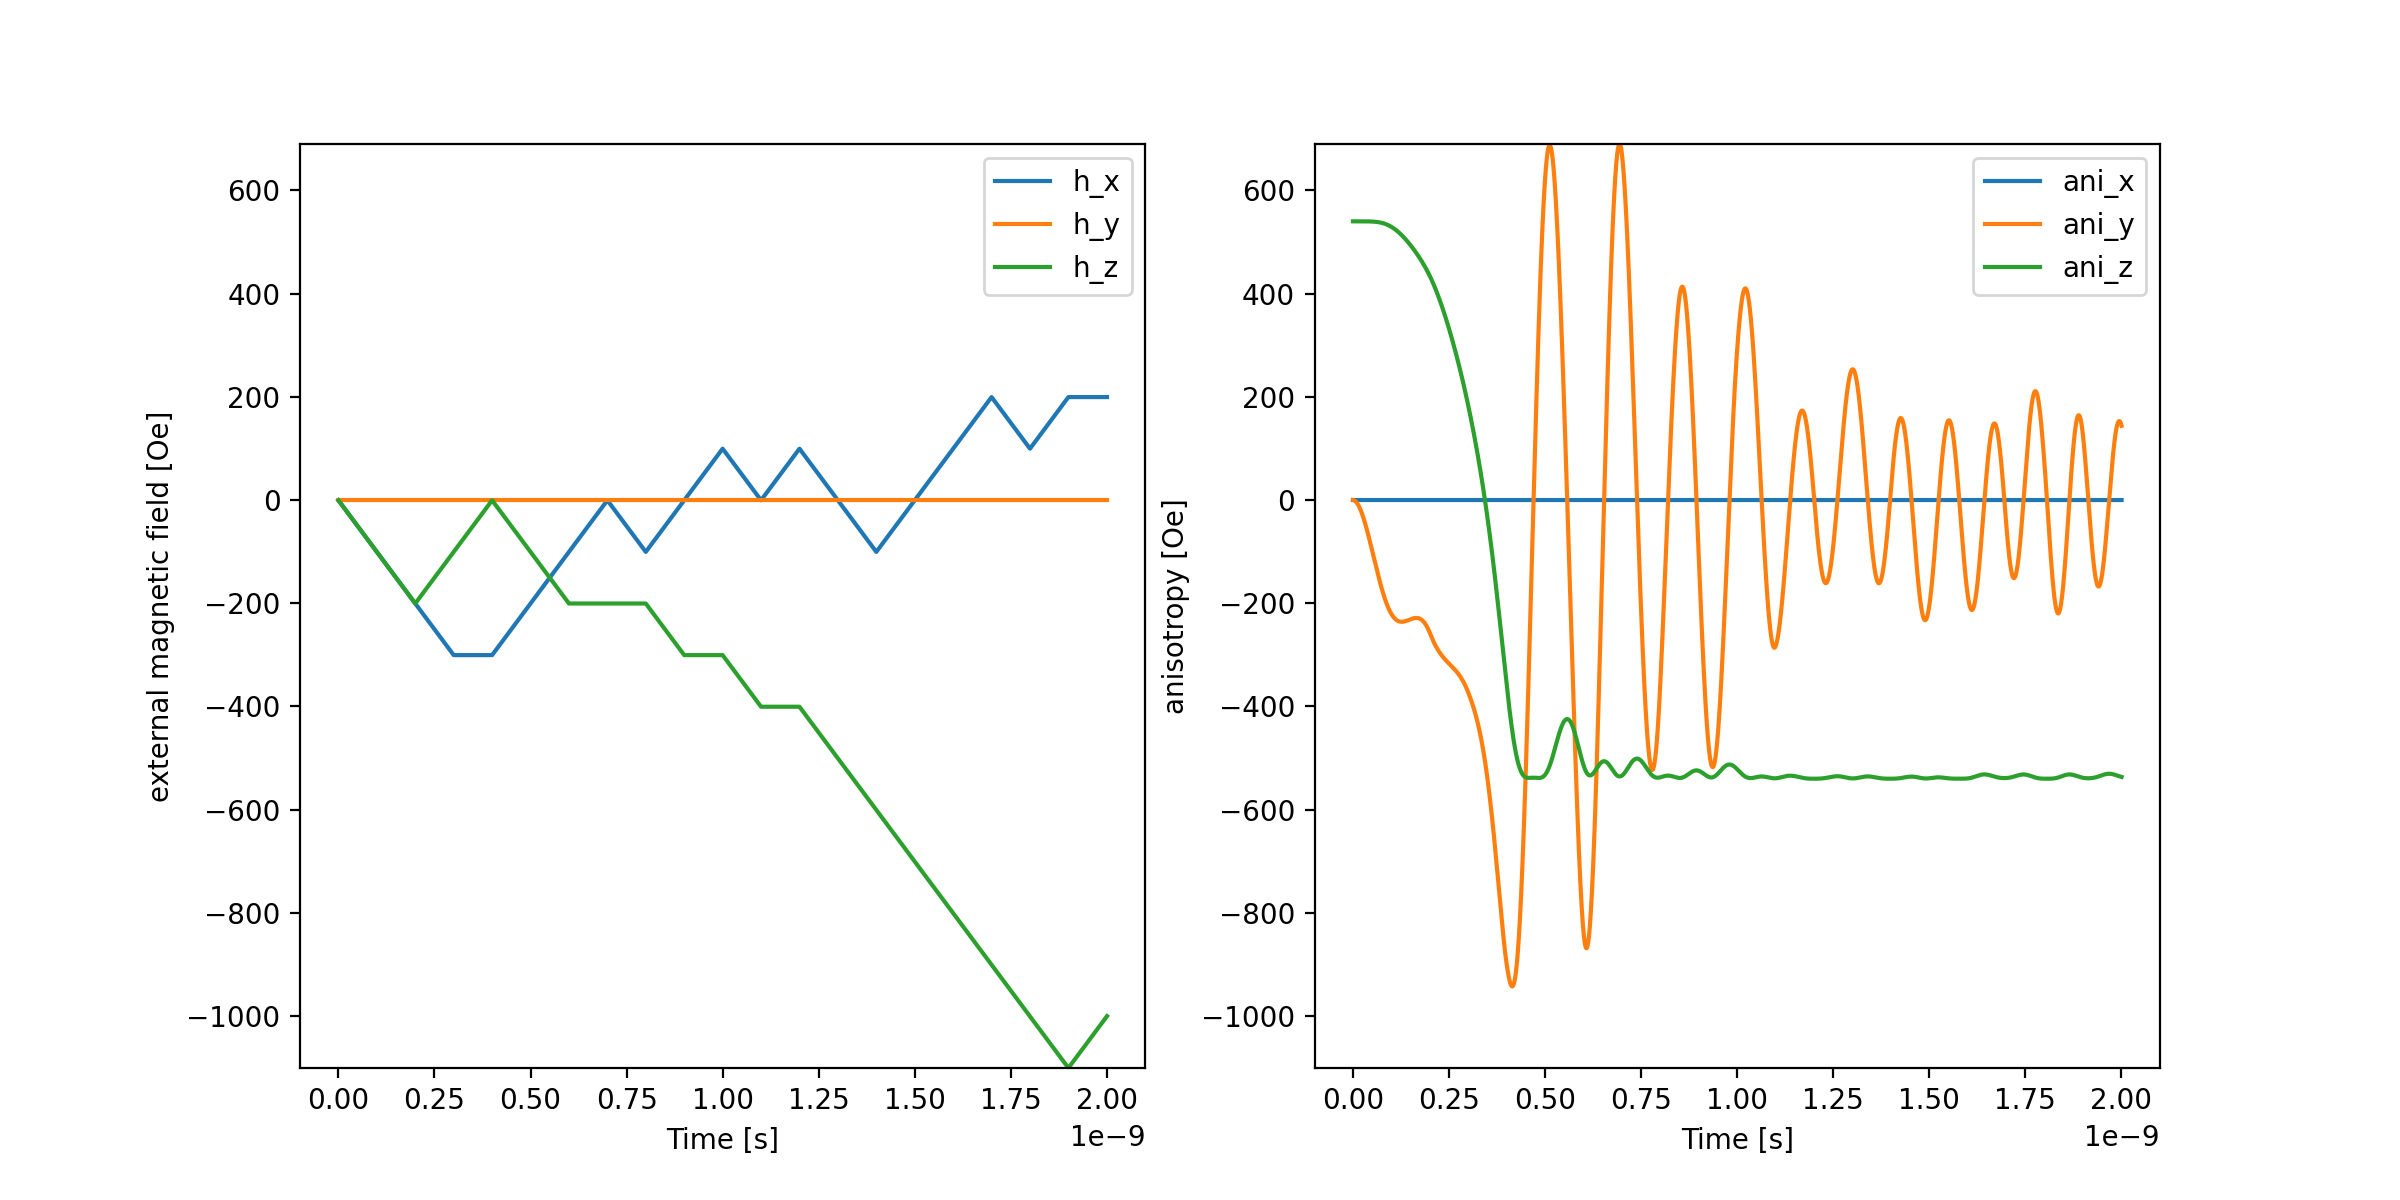 external magnetic field [Oe]
600
400
200
0
−200
−400
−600
−800
−1000
h_x
h_y
h_z
0.00 0.25 0.50 0.75 1.00 1.25 1.50 1.75 2.00
Time [s]
1e−9
anisotropy [Oe]
600
400
200
0
−200
−400
−600
−800
−1000
ani_x
ani_y
ani_z
0.00 0.25 0.50 0.75 1.00 1.25 1.50 1.75 2.00
Time [s]
1e−9